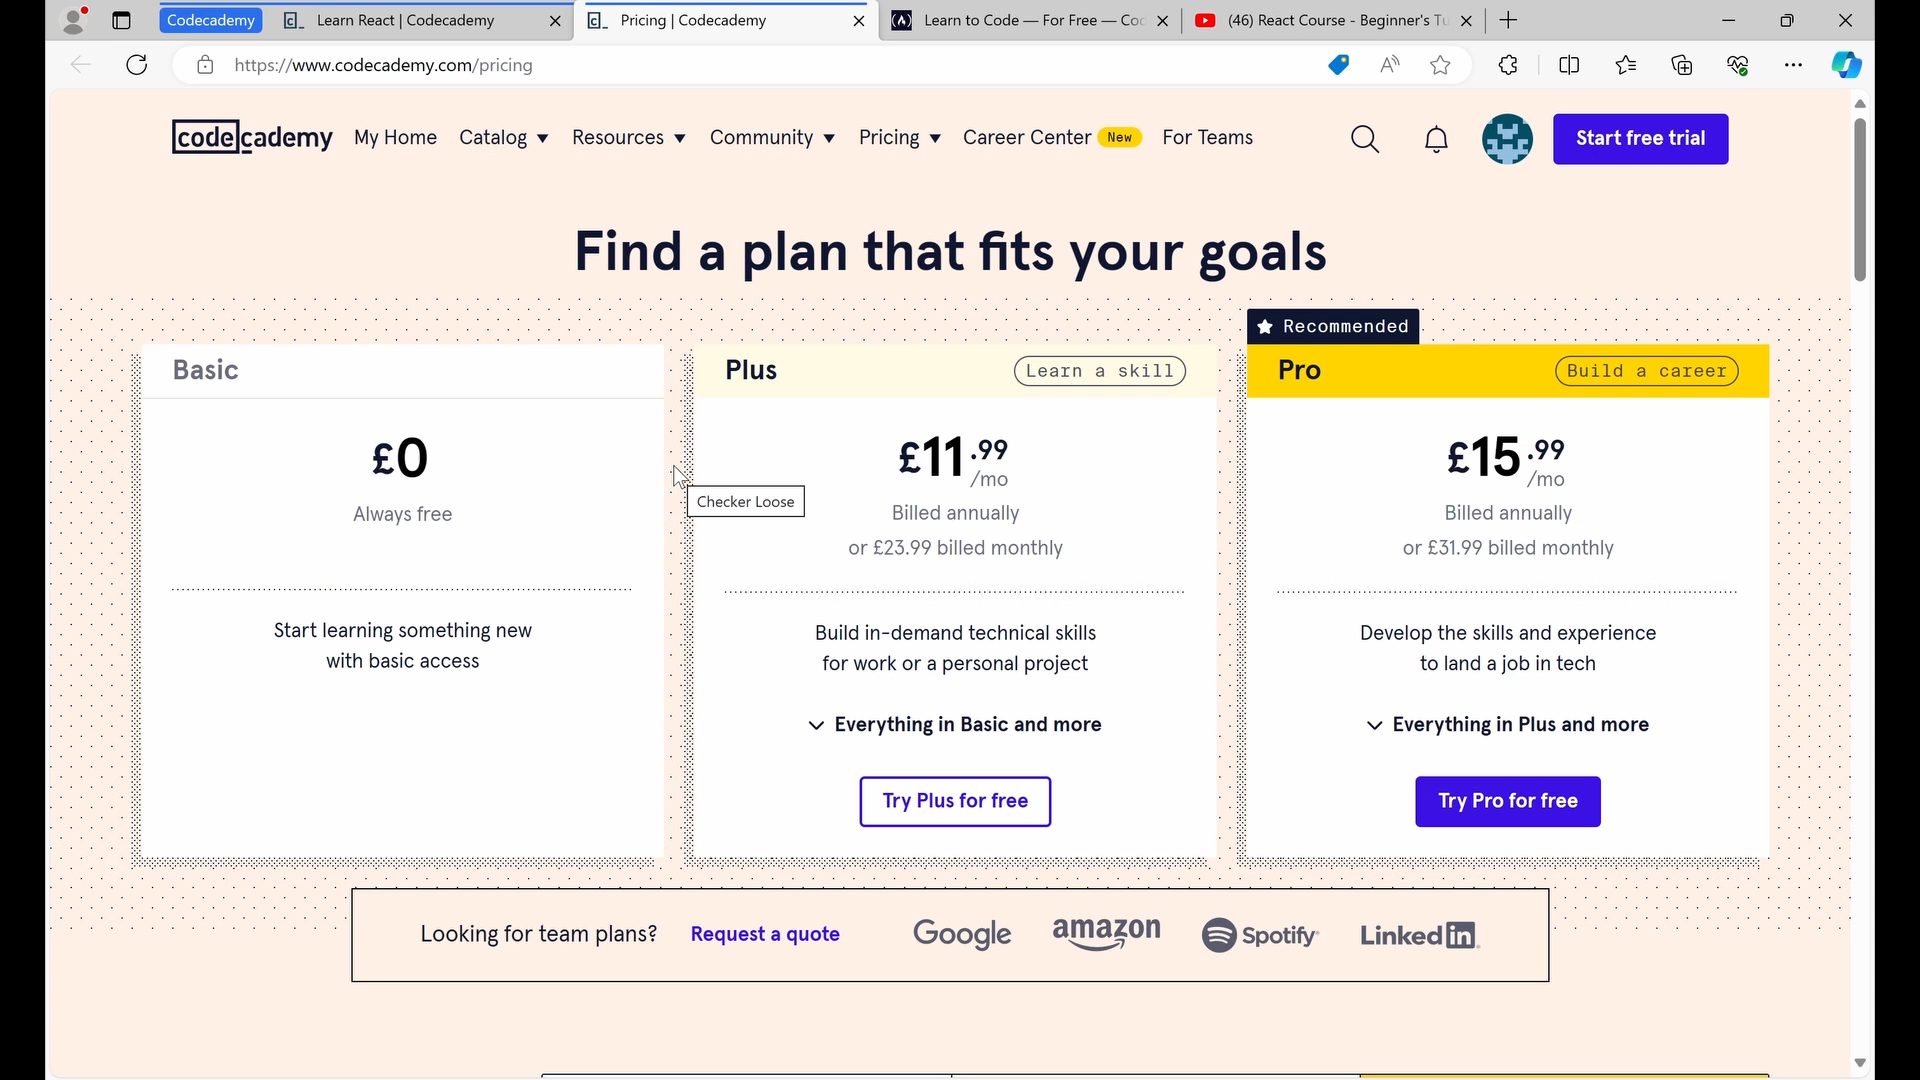 Codecademy
Learn React | Codecademy
Pricing | Codecademy
Learn to Code — For Free — Coc
(46) React Course - Beginner's Tu
https://www.codecademy.com/pricing
codecademy
My Home
Catalog
Resources
Community
Pricing
Career Center
New
For Teams
Start free trial
Find a plan that fits your goals
Basic
£0
Always free
Start learning something new
with basic access
Checker Loose
Plus
Learn a skill
£11.99
/mo
Billed annually
or £23.99 billed monthly
Build in-demand technical skills
for work or a personal project
Everything in Basic and more
Try Plus for free
Recommended
Pro
Build a career
£15.99
/mo
Billed annually
or £31.99 billed monthly
Develop the skills and experience
to land a job in tech
Everything in Plus and more
Try Pro for free
Looking for team plans?
Request a quote
Google
amazon
Spotify
LinkedIn